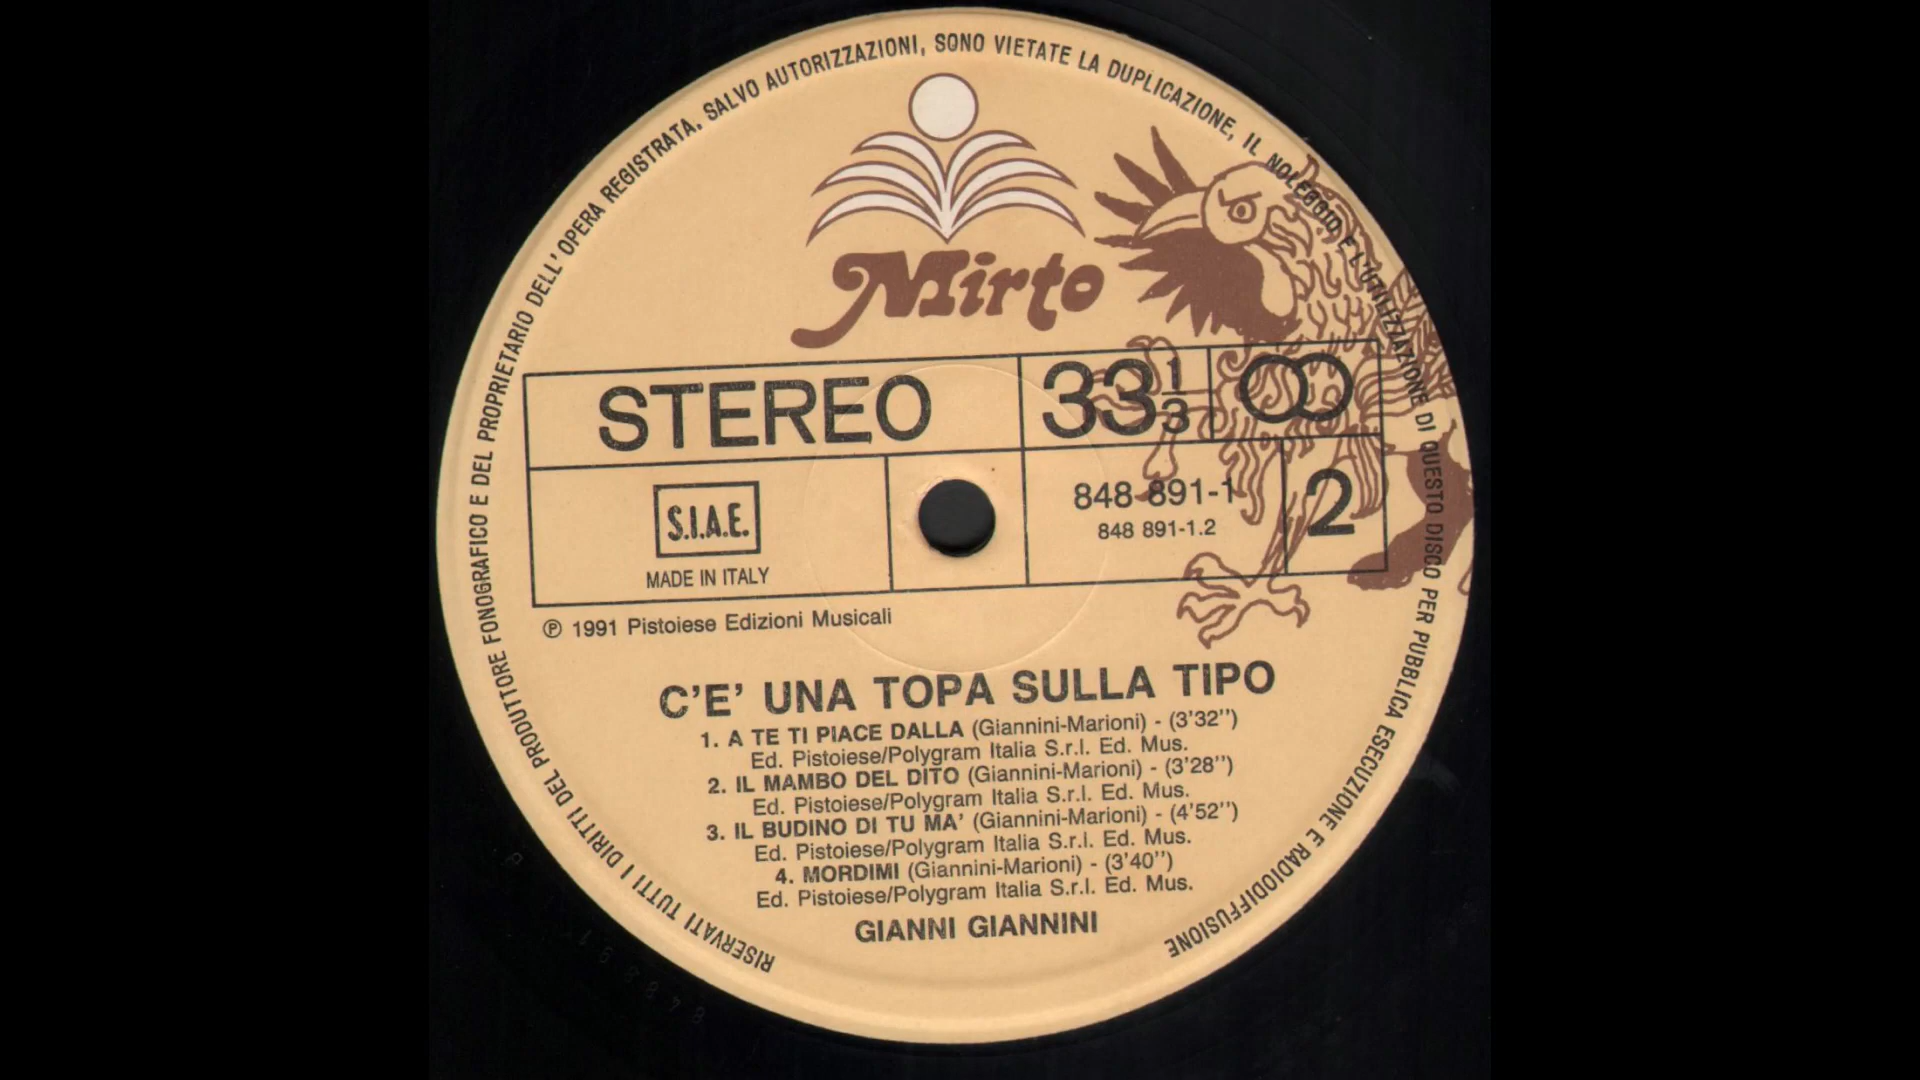 RISERVATI TUTTI I DIRITTI DEL PRODUTTORE FONOGRAFICO E DEL PROPRIETARIO DELL'OPERA REGISTRATA. SALVO AUTORIZZAZIONI, SONO VIETATE LA DUPLICAZIONE, IL NOLEGGIO E L'UTILIZZAZIONE DI QUESTO DISCO PER PUBBLICA ESECUZIONE E RADIODIFFUSIONE
Mirto
STEREO
33 1/3
S.I.A.E.
MADE IN ITALY
848 891-1
848 891-1.2
2
℗ 1991 Pistoiese Edizioni Musicali
C'E' UNA TOPA SULLA TIPO
1. A TE TI PIACE DALLA (Giannini-Marioni) - (3'32'')
Ed. Pistoiese/Polygram Italia S.r.l. Ed. Mus.
2. IL MAMBO DEL DITO (Giannini-Marioni) - (3'28'')
Ed. Pistoiese/Polygram Italia S.r.l. Ed. Mus.
3. IL BUDINO DI TU MA' (Giannini-Marioni) - (4'52'')
Ed. Pistoiese/Polygram Italia S.r.l. Ed. Mus.
4. MORDIMI (Giannini-Marioni) - (3'40'')
Ed. Pistoiese/Polygram Italia S.r.l. Ed. Mus.
GIANNI GIANNINI